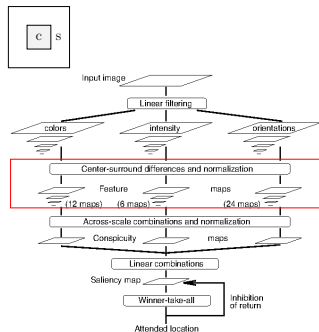 c s
Input image
Linear filtering
colors intensity orientations
Center-surround differences and normalization
Feature maps
(12 maps) (6 maps) (24 maps)
Across-scale combinations and normalization
Conspicuity maps
Linear combinations
Saliency map
Winner-take-all
Inhibition
of return
Attended location